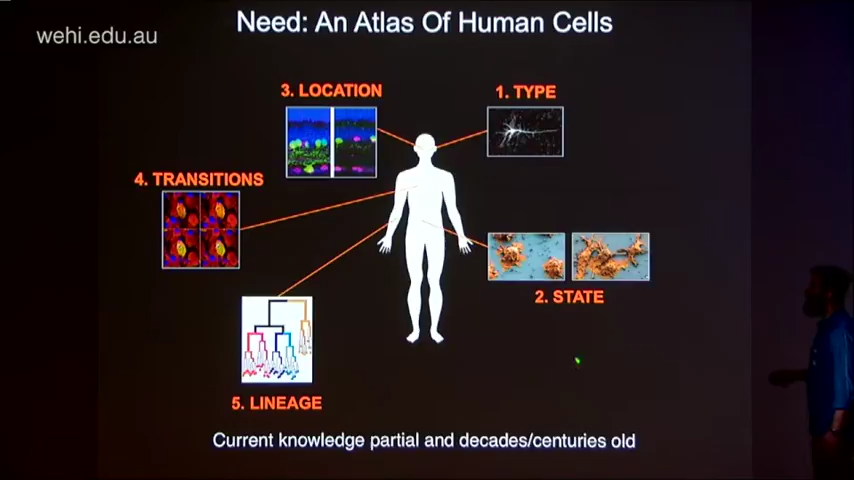 wehi.edu.au
Need: An Atlas Of Human Cells
3. LOCATION
1. TYPE
4. TRANSITIONS
2. STATE
5. LINEAGE
Current knowledge partial and decades/centuries old